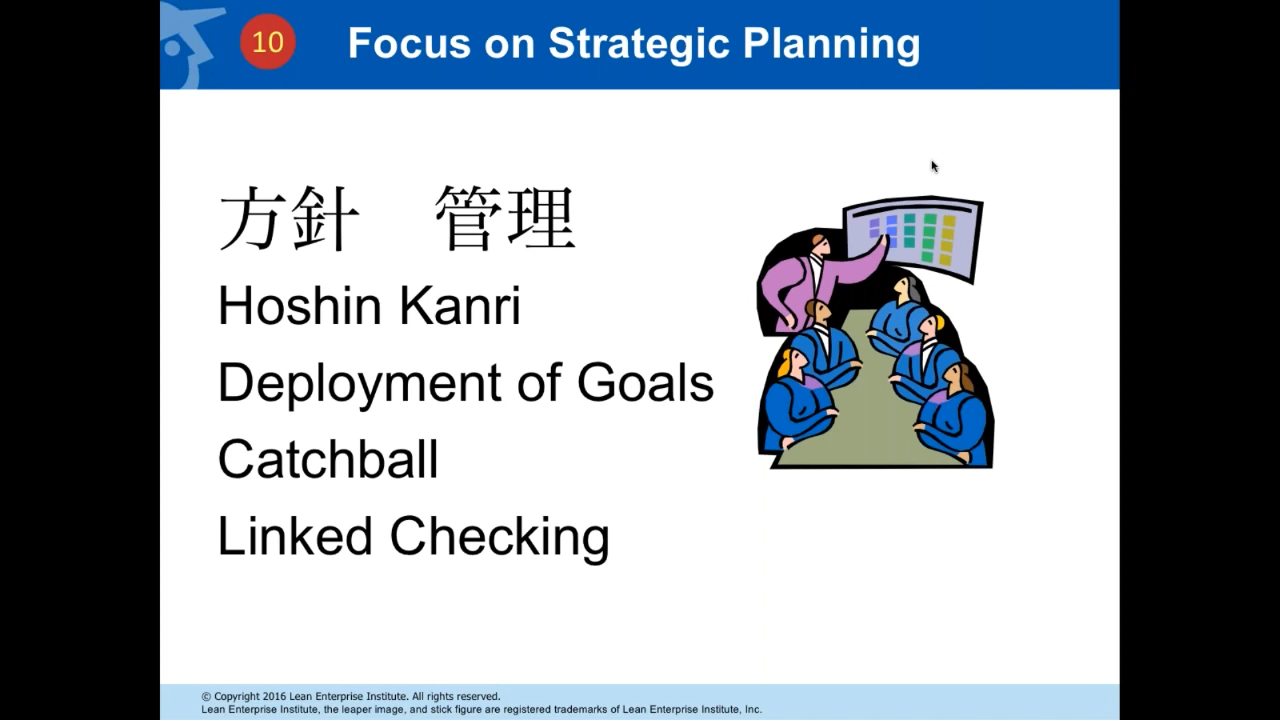 10
Focus on Strategic Planning
方針　管理
Hoshin Kanri
Deployment of Goals
Catchball
Linked Checking
© Copyright 2016 Lean Enterprise Institute. All rights reserved.
Lean Enterprise Institute, the leaper image, and stick figure are registered trademarks of Lean Enterprise Institute, Inc.